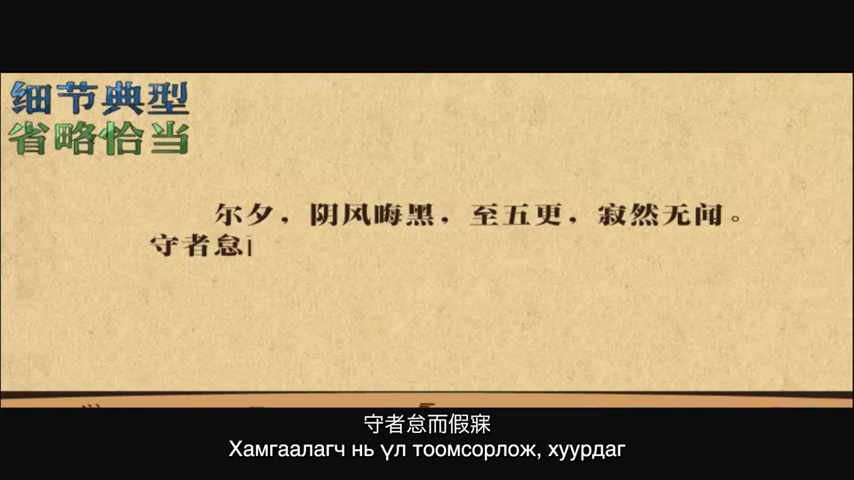 细节典型
省略恰当
尔夕，阴风晦黑，至五更，寂然无闻。
守者怠
守者怠而假寐
Хамгаалагч нь үл тоомсорлож, хуурдаг